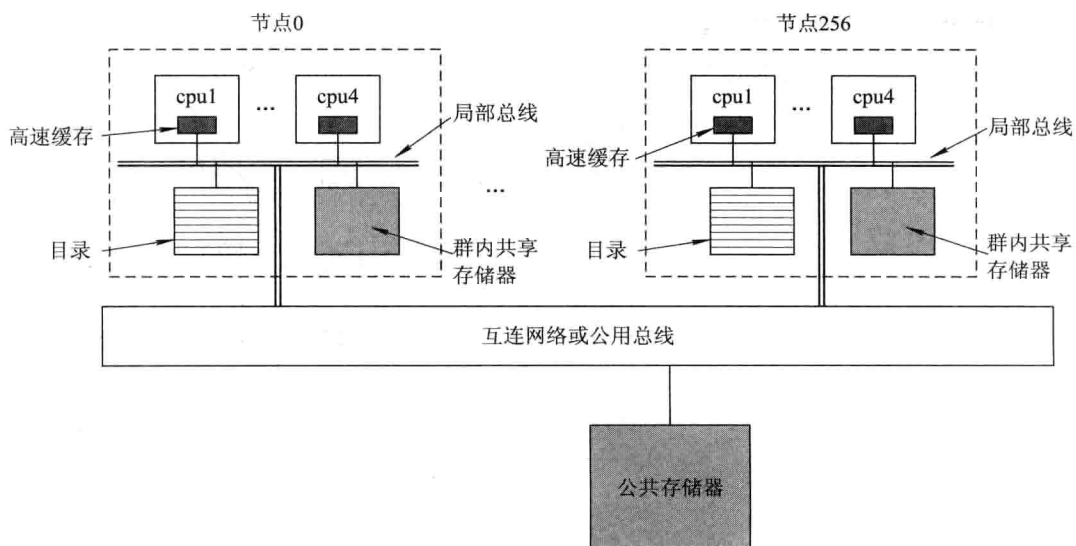 节点0
节点256
cpu1
...
cpu4
cpu1
...
cpu4
局部总线
局部总线
高速缓存
高速缓存
...
目录
群内共享
存储器
目录
群内共享
存储器
互连网络或公用总线
公共存储器